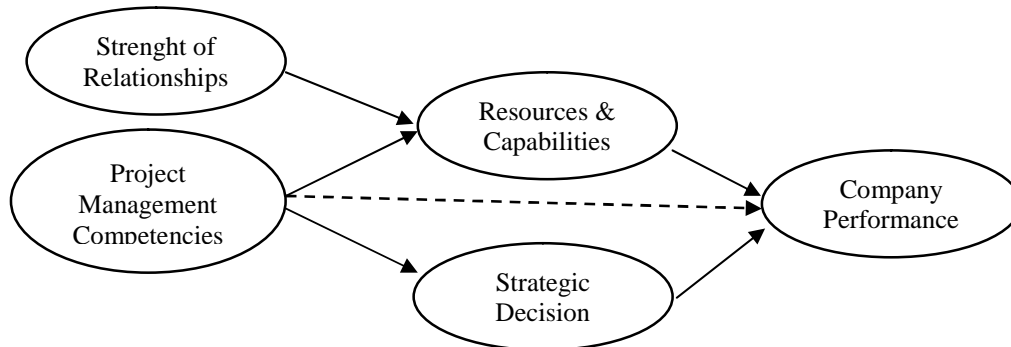 Strenght of
Relationships
Resources &
Capabilities
Project
Management
Competencies
Company
Performance
Strategic
Decision